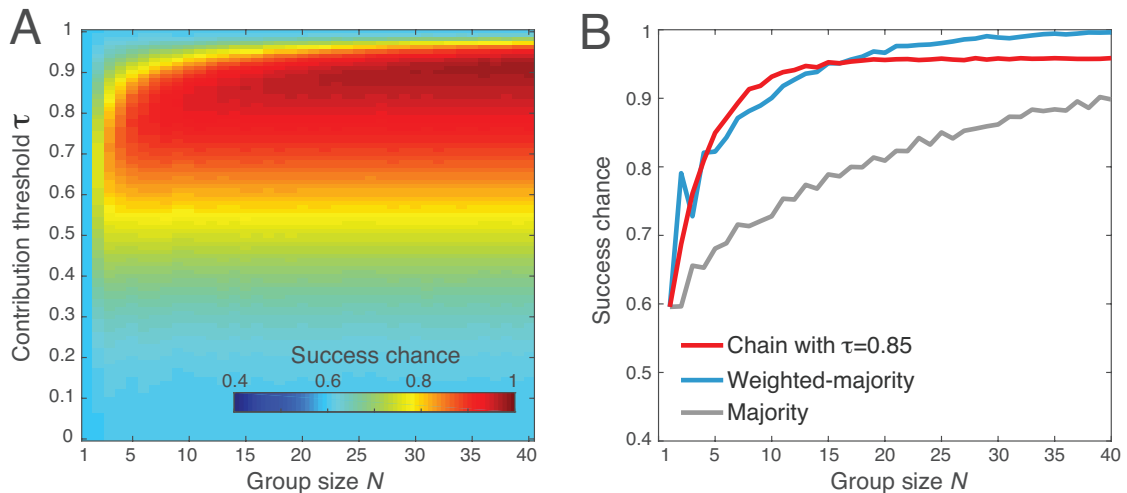 A
Contribution threshold τ
1
0.9
0.8
0.7
0.6
0.5
0.4
0.3
0.2
0.1
0
Success chance
0.4 0.6 0.8 1
1 5 10 15 20 25 30 35 40
Group size N
B
Success chance
1
0.9
0.8
0.7
0.6
0.5
0.4
Chain with τ=0.85
Weighted-majority
Majority
1 5 10 15 20 25 30 35 40
Group size N